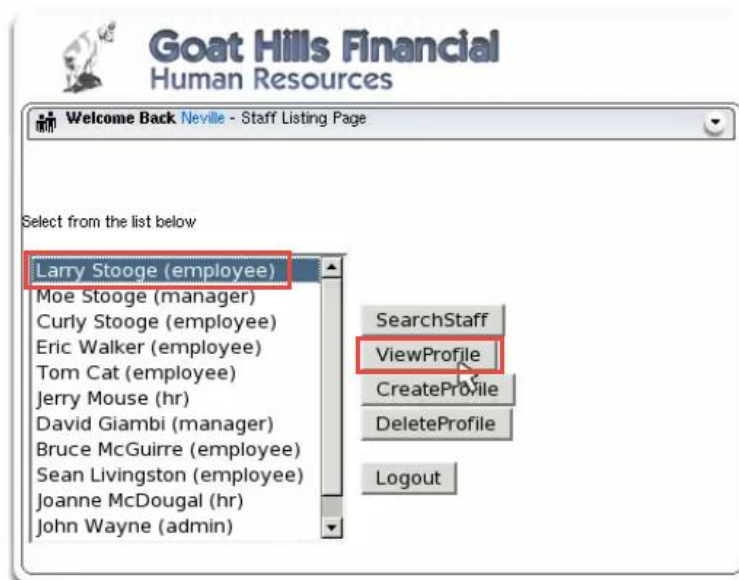 Goat Hills Financial
Human Resources
Welcome Back Neville - Staff Listing Page
Select from the list below
Larry Stooge (employee)
Moe Stooge (manager)
Curly Stooge (employee)
Eric Walker (employee)
Tom Cat (employee)
Jerry Mouse (hr)
David Giambi (manager)
Bruce McGuirre (employee)
Sean Livingston (employee)
Joanne McDougal (hr)
John Wayne (admin)
SearchStaff
ViewProfile
CreateProfile
DeleteProfile
Logout